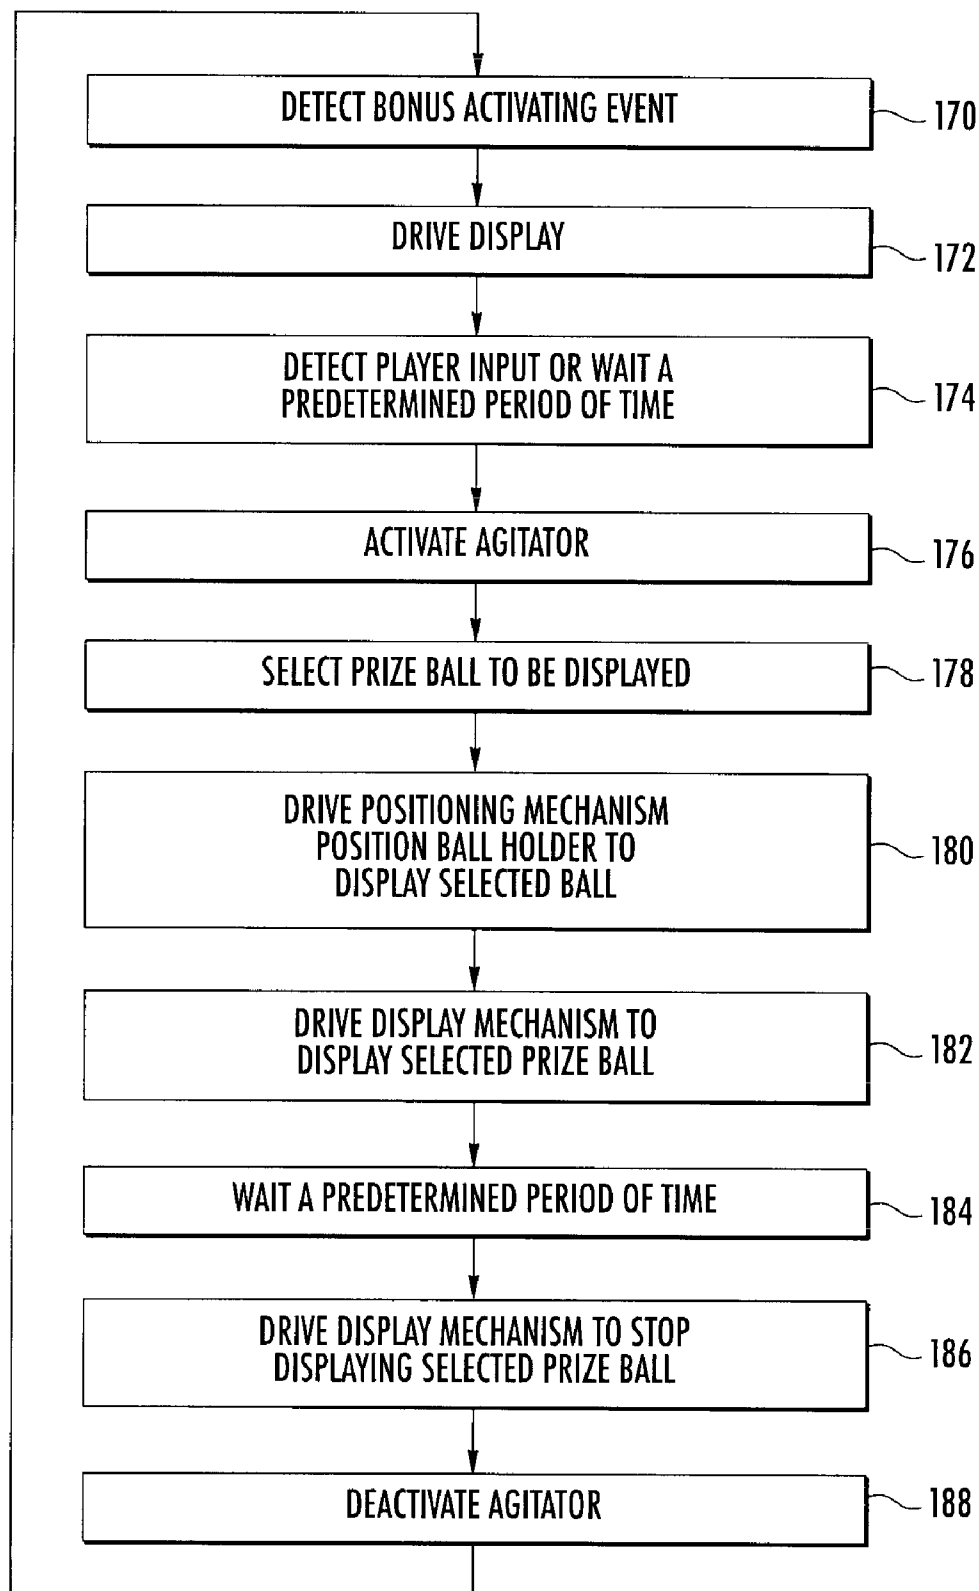 DETECT BONUS ACTIVATING EVENT
170
DRIVE DISPLAY
172
DETECT PLAYER INPUT OR WAIT A
PREDETERMINED PERIOD OF TIME
174
ACTIVATE AGITATOR
176
SELECT PRIZE BALL TO BE DISPLAYED
178
DRIVE POSITIONING MECHANISM
POSITION BALL HOLDER TO
DISPLAY SELECTED BALL
180
DRIVE DISPLAY MECHANISM TO
DISPLAY SELECTED PRIZE BALL
182
WAIT A PREDETERMINED PERIOD OF TIME
184
DRIVE DISPLAY MECHANISM TO STOP
DISPLAYING SELECTED PRIZE BALL
186
DEACTIVATE AGITATOR
188